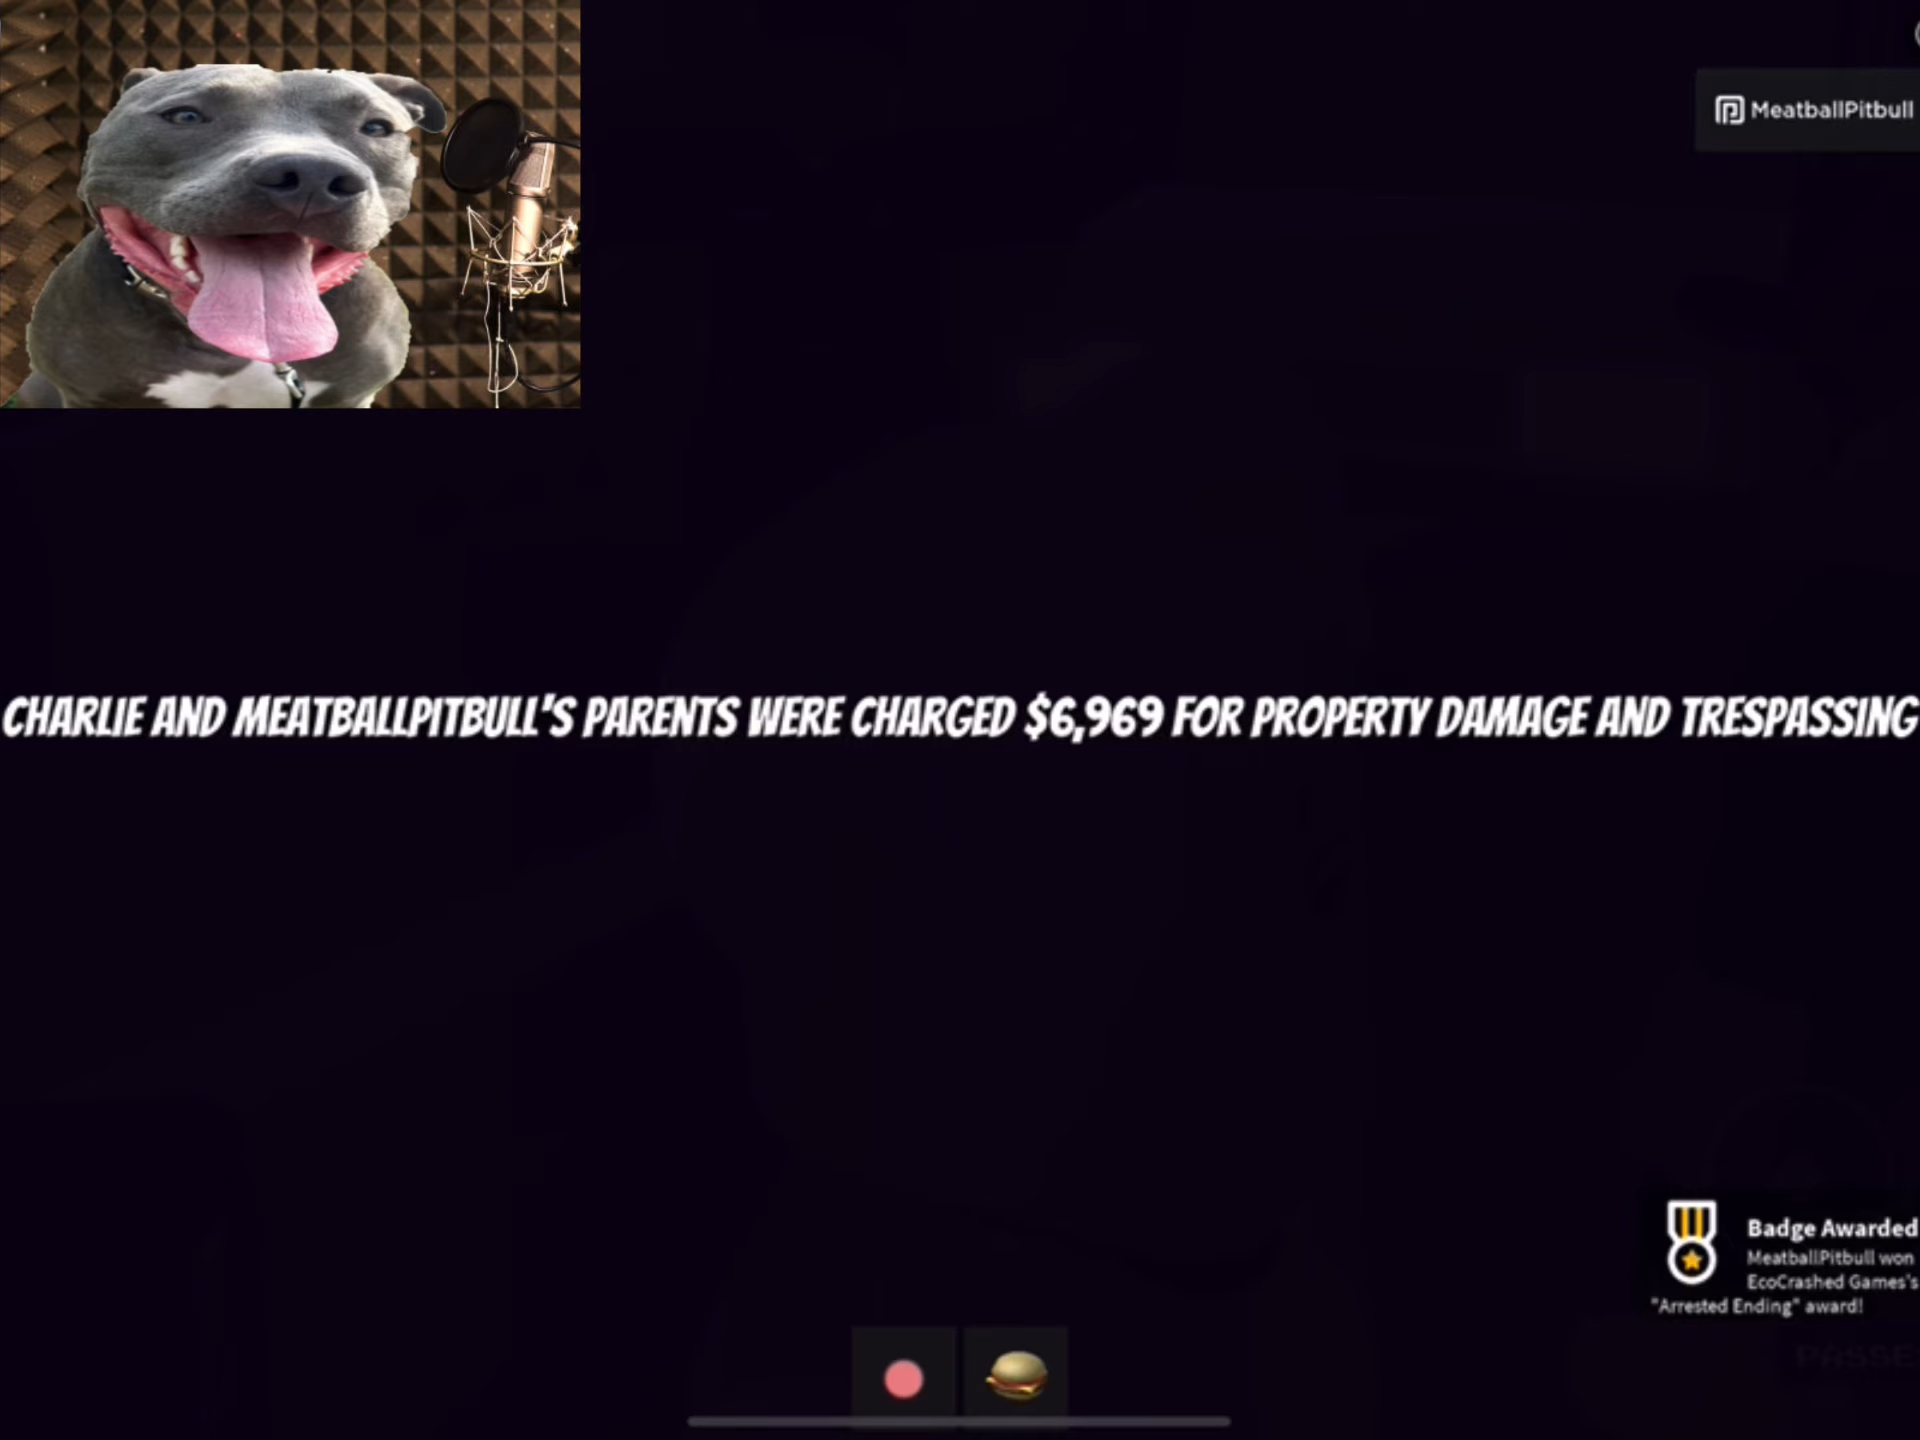 MeatballPitbull
CHARLIE AND MEATBALLPITBULL'S PARENTS WERE CHARGED $6,969 FOR PROPERTY DAMAGE AND TRESPASSING
Badge Awarded
MeatballPitbull won
EcoCrashed Games's
"Arrested Ending" award!